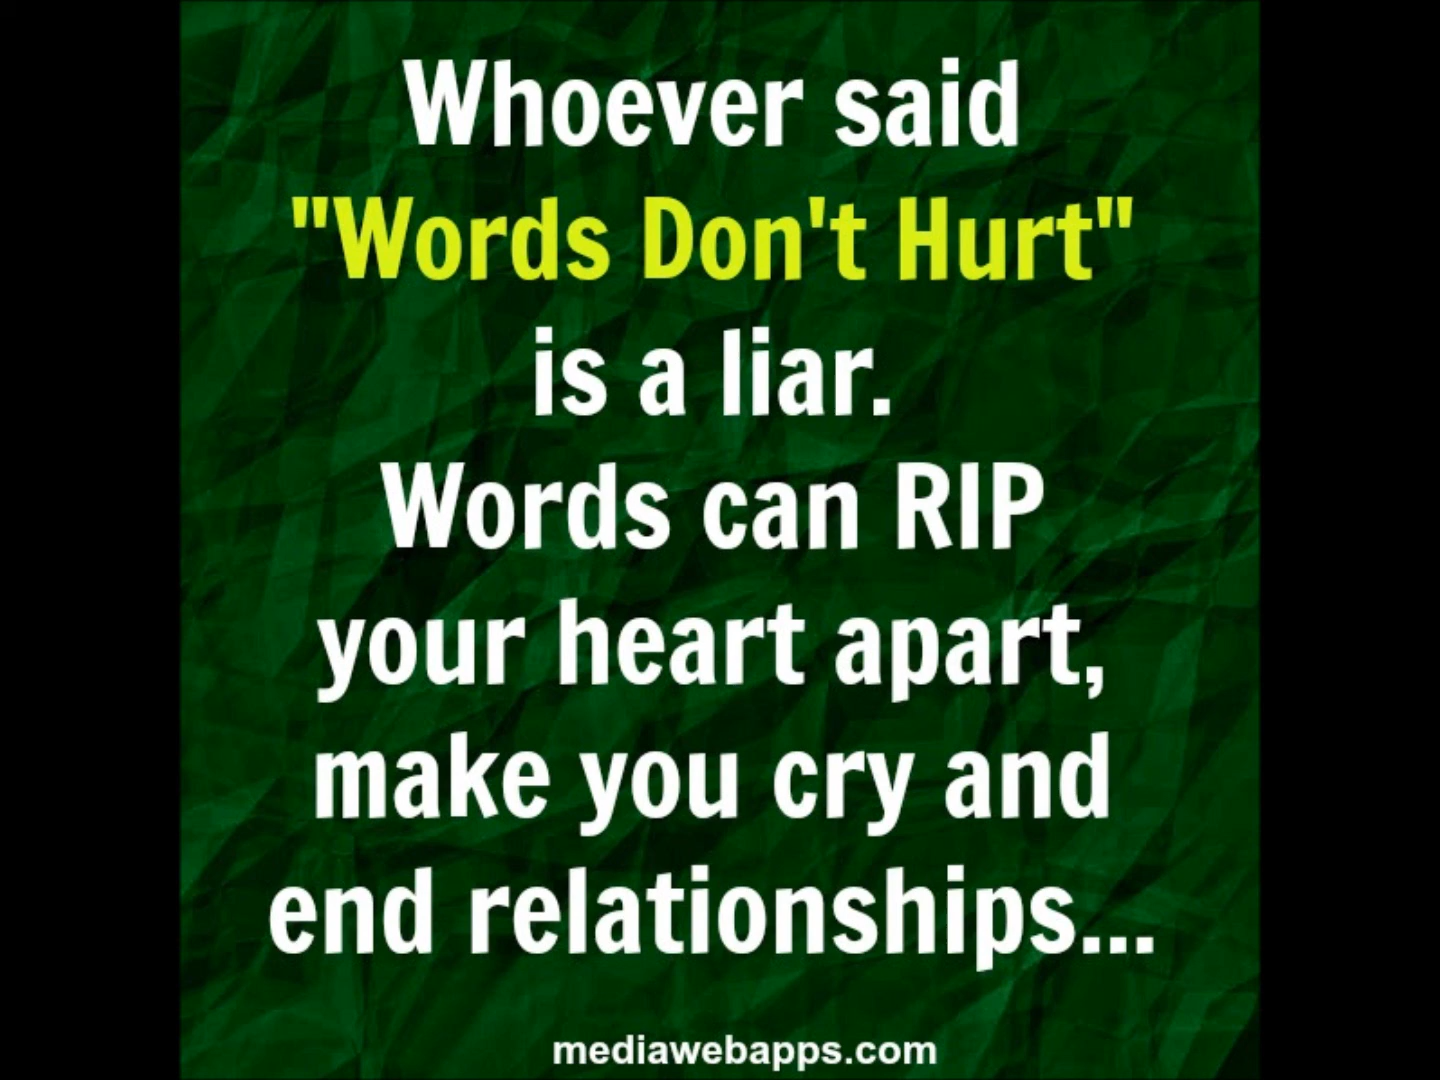 Whoever said
"Words Don't Hurt"
is a liar.
Words can RIP
your heart apart,
make you cry and
end relationships...
mediawebapps.com